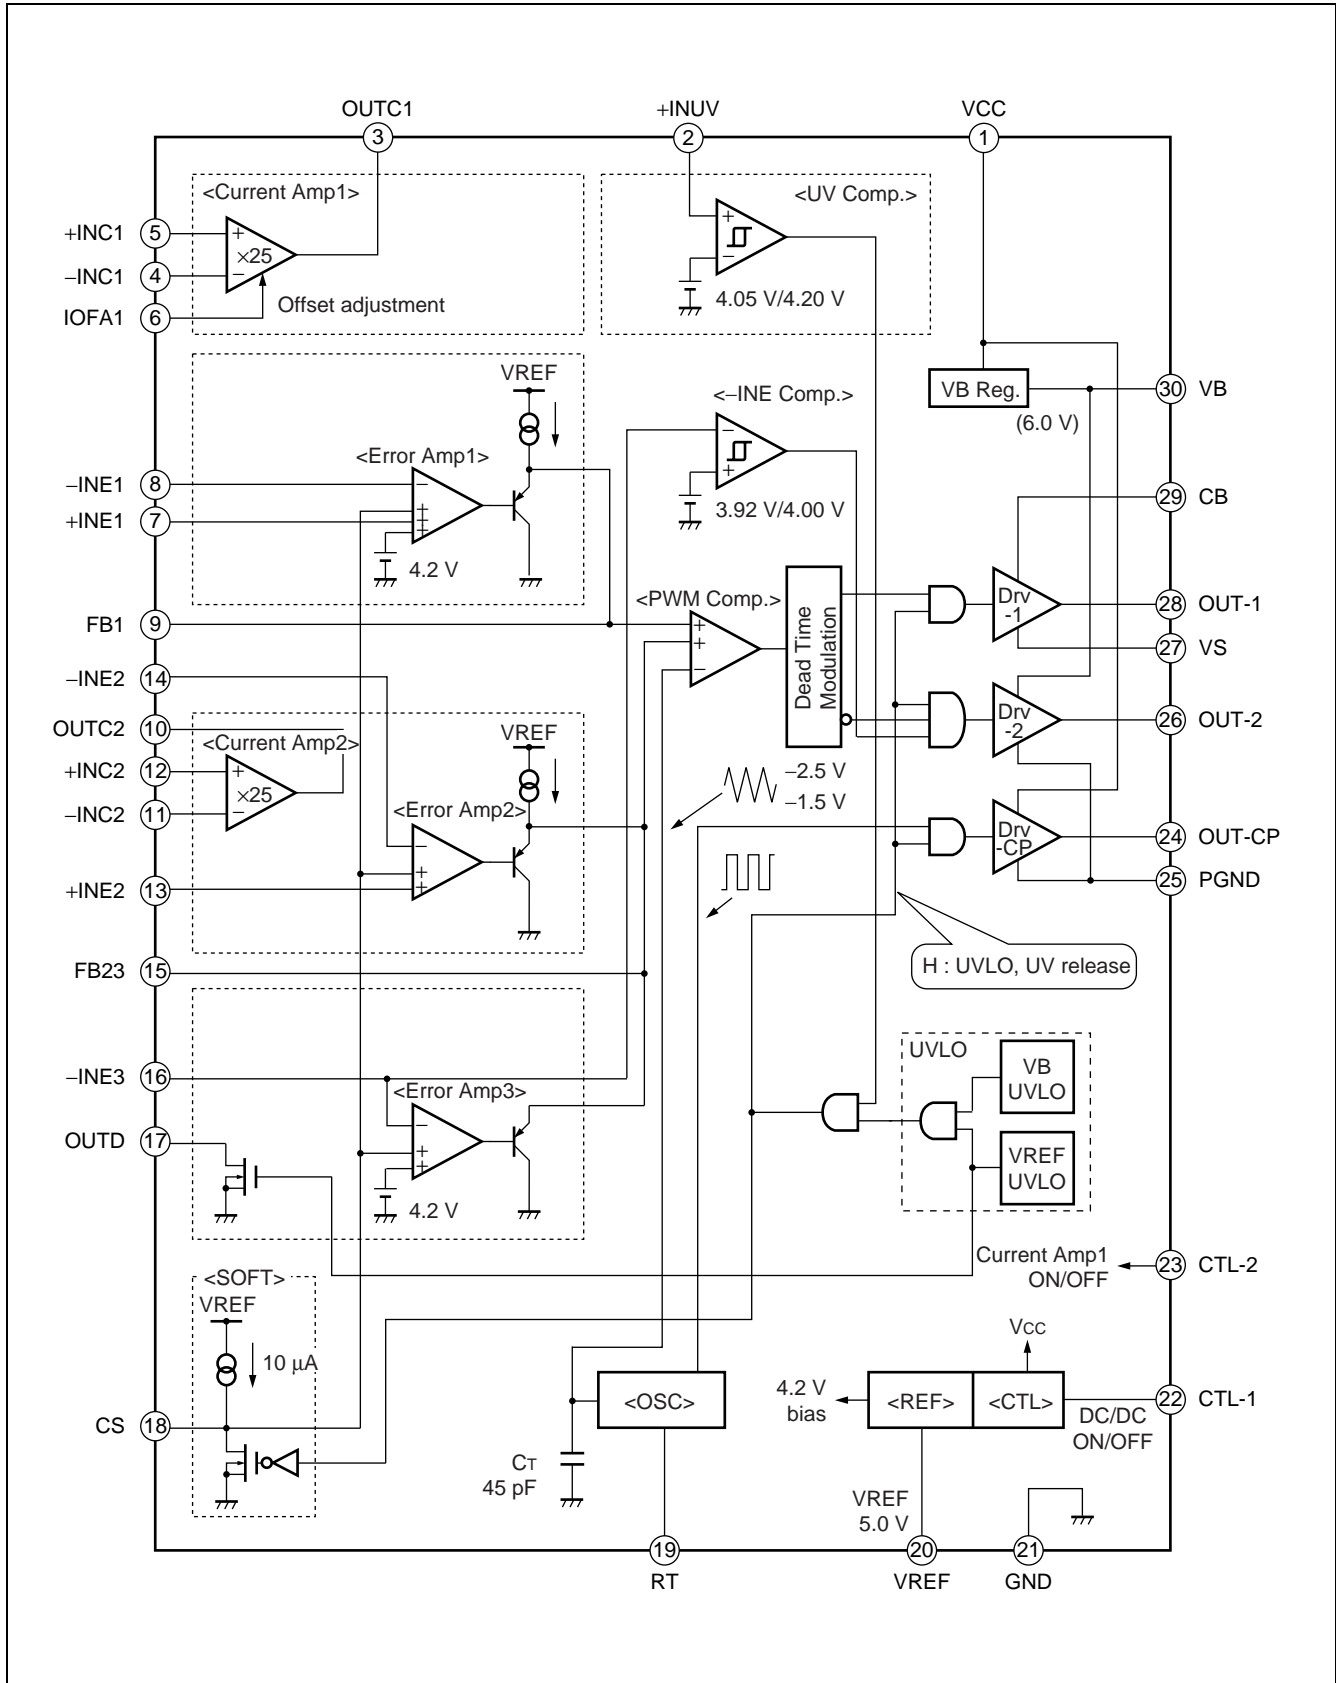 OUTC1
+INUV
VCC
3
2
1
<Current Amp1>
<UV Comp.>
+INC1
5
+
×25
−
+
−
−INC1
4
IOFA1
6
Offset adjustment
4.05 V/4.20 V
VREF
<−INE Comp.>
VB Reg.
(6.0 V)
30
VB
−
+
3.92 V/4.00 V
<Error Amp1>
−INE1
8
−
+INE1
7
+
+
+
4.2 V
29
CB
<PWM Comp.>
Dead Time
Modulation
Drv
-1
28
OUT-1
FB1
9
+
+
−
27
VS
−INE2
14
OUTC2
10
<Current Amp2>
VREF
Drv
-2
26
OUT-2
+INC2
12
+
×25
−
−INC2
11
−2.5 V
−1.5 V
<Error Amp2>
−
+
+
Drv
-CP
24
OUT-CP
+INE2
13
25
PGND
H : UVLO, UV release
FB23
15
UVLO
VB
UVLO
−INE3
16
<Error Amp3>
−
+
+
4.2 V
OUTD
17
VREF
UVLO
Current Amp1
ON/OFF
23
CTL-2
<SOFT>
VREF
10 µA
VCC
4.2 V
bias
<REF>
<CTL>
22
CTL-1
DC/DC
ON/OFF
<OSC>
CS
18
CT
45 pF
VREF
5.0 V
19
20
21
RT
VREF
GND